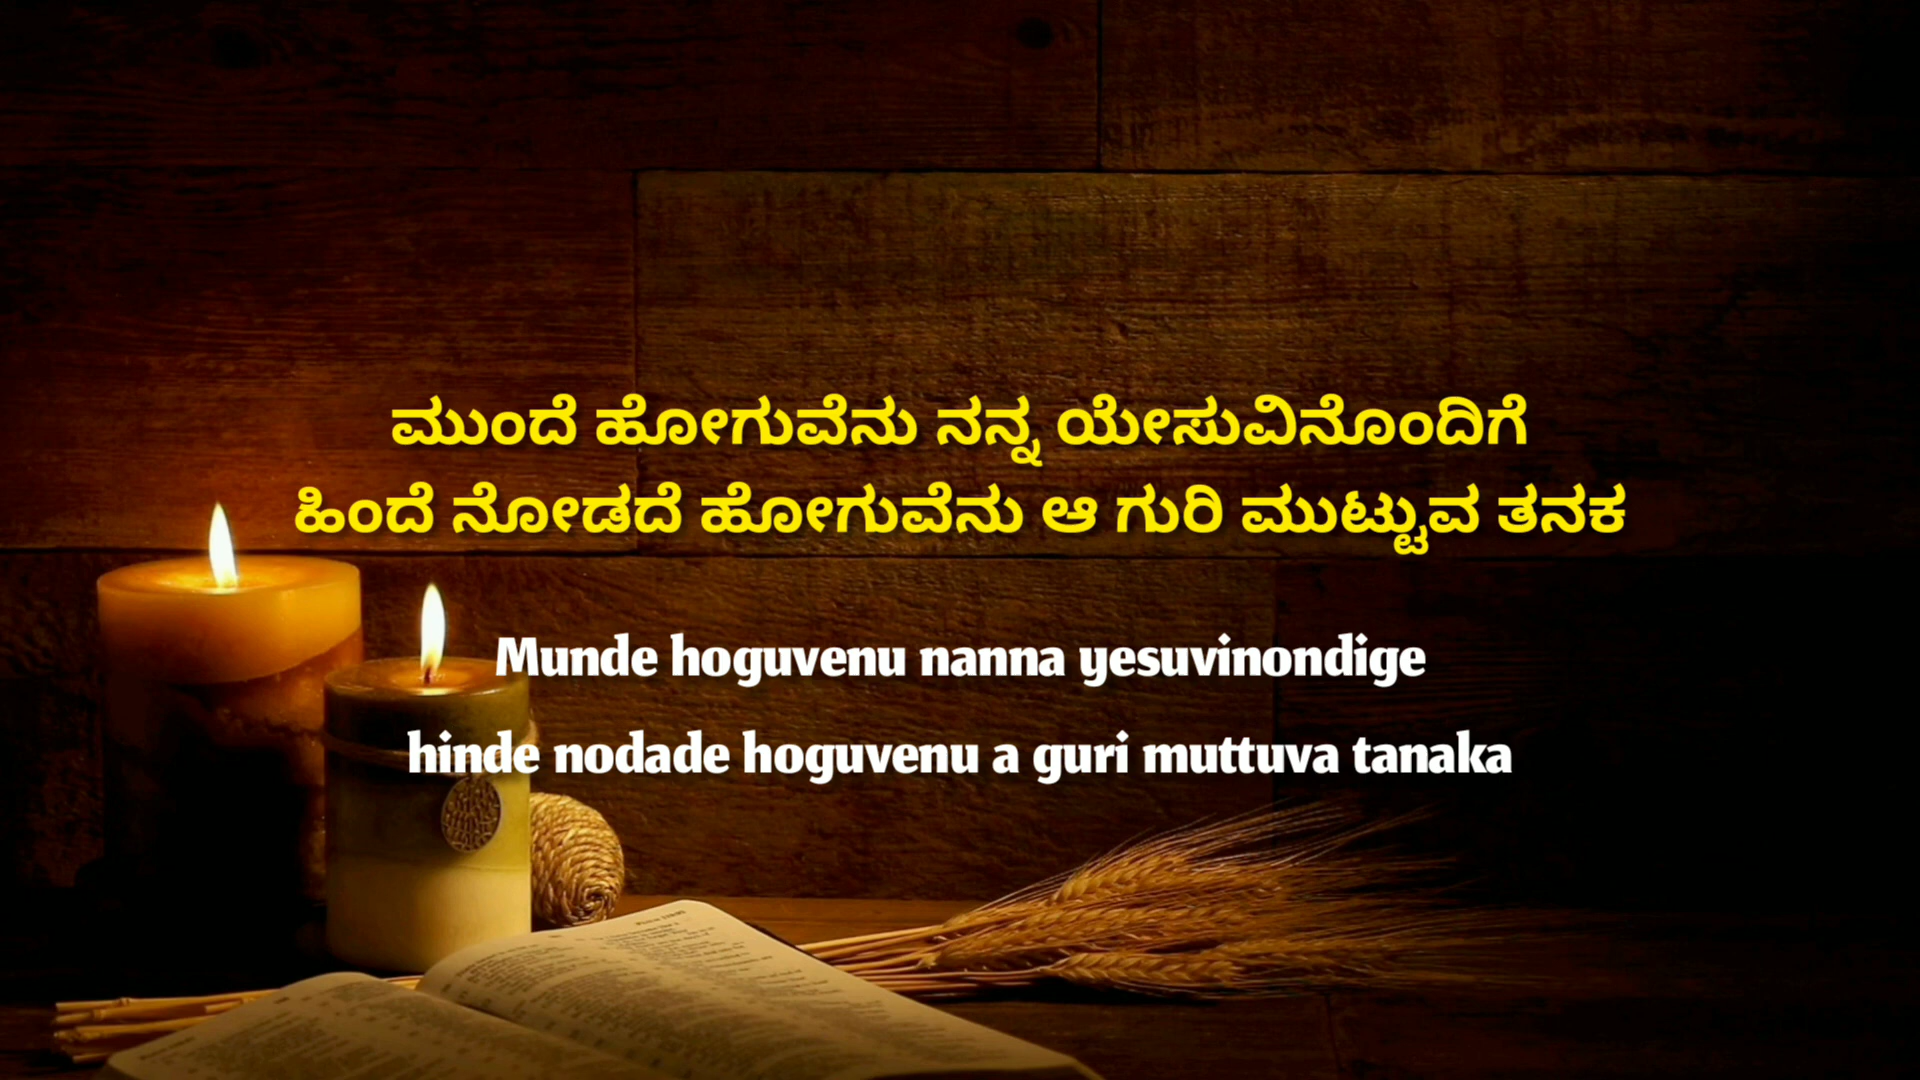 ಮುಂದೆ ಹೋಗುವೆನು ನನ್ನ ಯೇಸುವಿನೊಂದಿಗೆ
ಹಿಂದೆ ನೋಡದೆ ಹೋಗುವೆನು ಆ ಗುರಿ ಮುಟ್ಟುವ ತನಕ
Munde hoguvenu nanna yesuvinondige
hinde nodade hoguvenu a guri muttuva tanaka